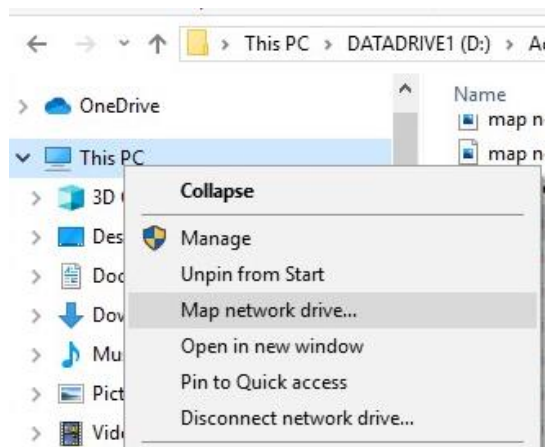 This PC > DATADRIVE1 (D:) > A
OneDrive
Name
map n
This PC
map n
3D
Collapse
Des
Manage
Doc
Unpin from Start
Dov
Map network drive...
Mu
Open in new window
Pict
Pin to Quick access
Vid
Disconnect network drive...